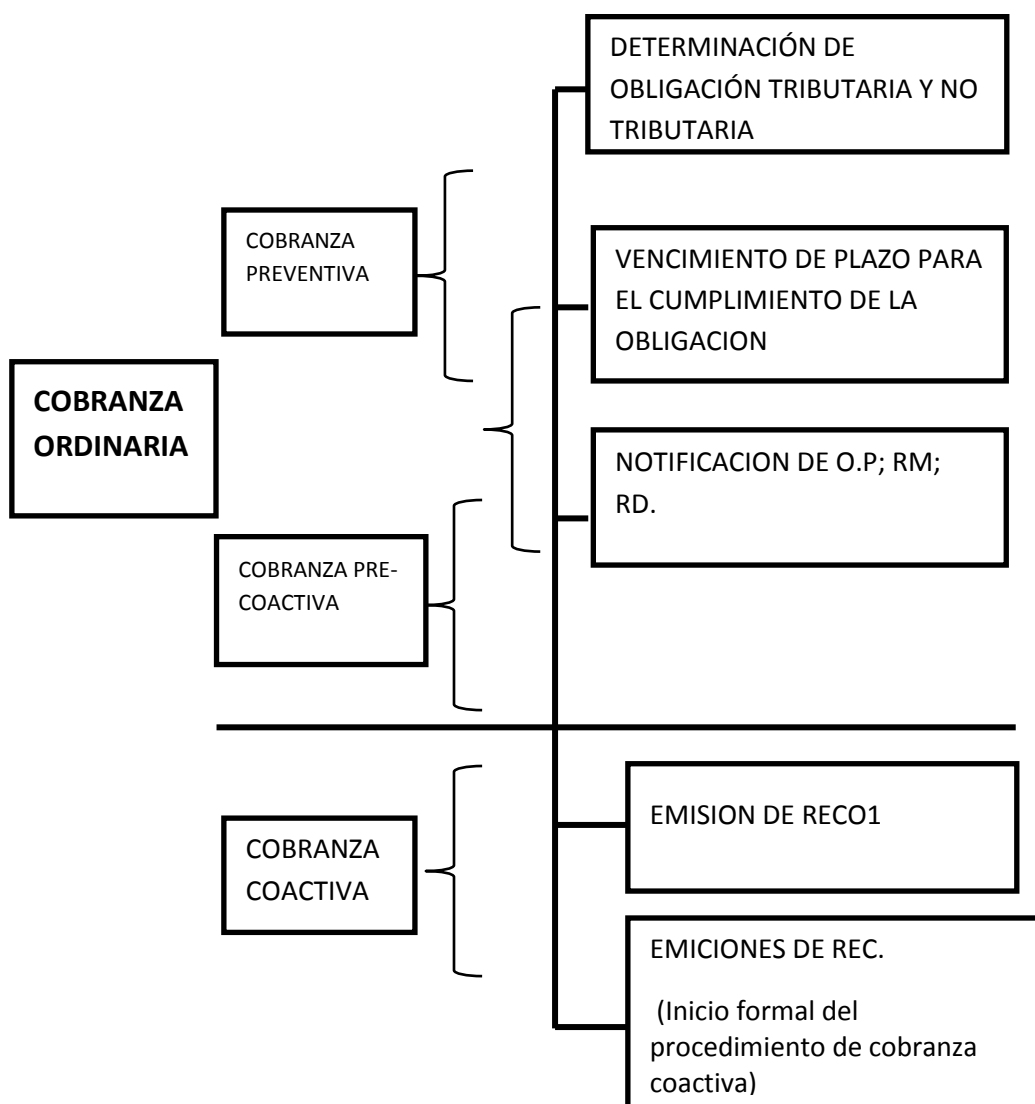 DETERMINACIÓN DE
OBLIGACIÓN TRIBUTARIA Y NO
TRIBUTARIA
COBRANZA
PREVENTIVA
VENCIMIENTO DE PLAZO PARA
EL CUMPLIMIENTO DE LA
OBLIGACION
COBRANZA
ORDINARIA
NOTIFICACION DE O.P; RM;
RD.
COBRANZA PRE-
COACTIVA
EMISION DE RECO1
COBRANZA
COACTIVA
EMICIONES DE REC.
(Inicio formal del
procedimiento de cobranza
coactiva)